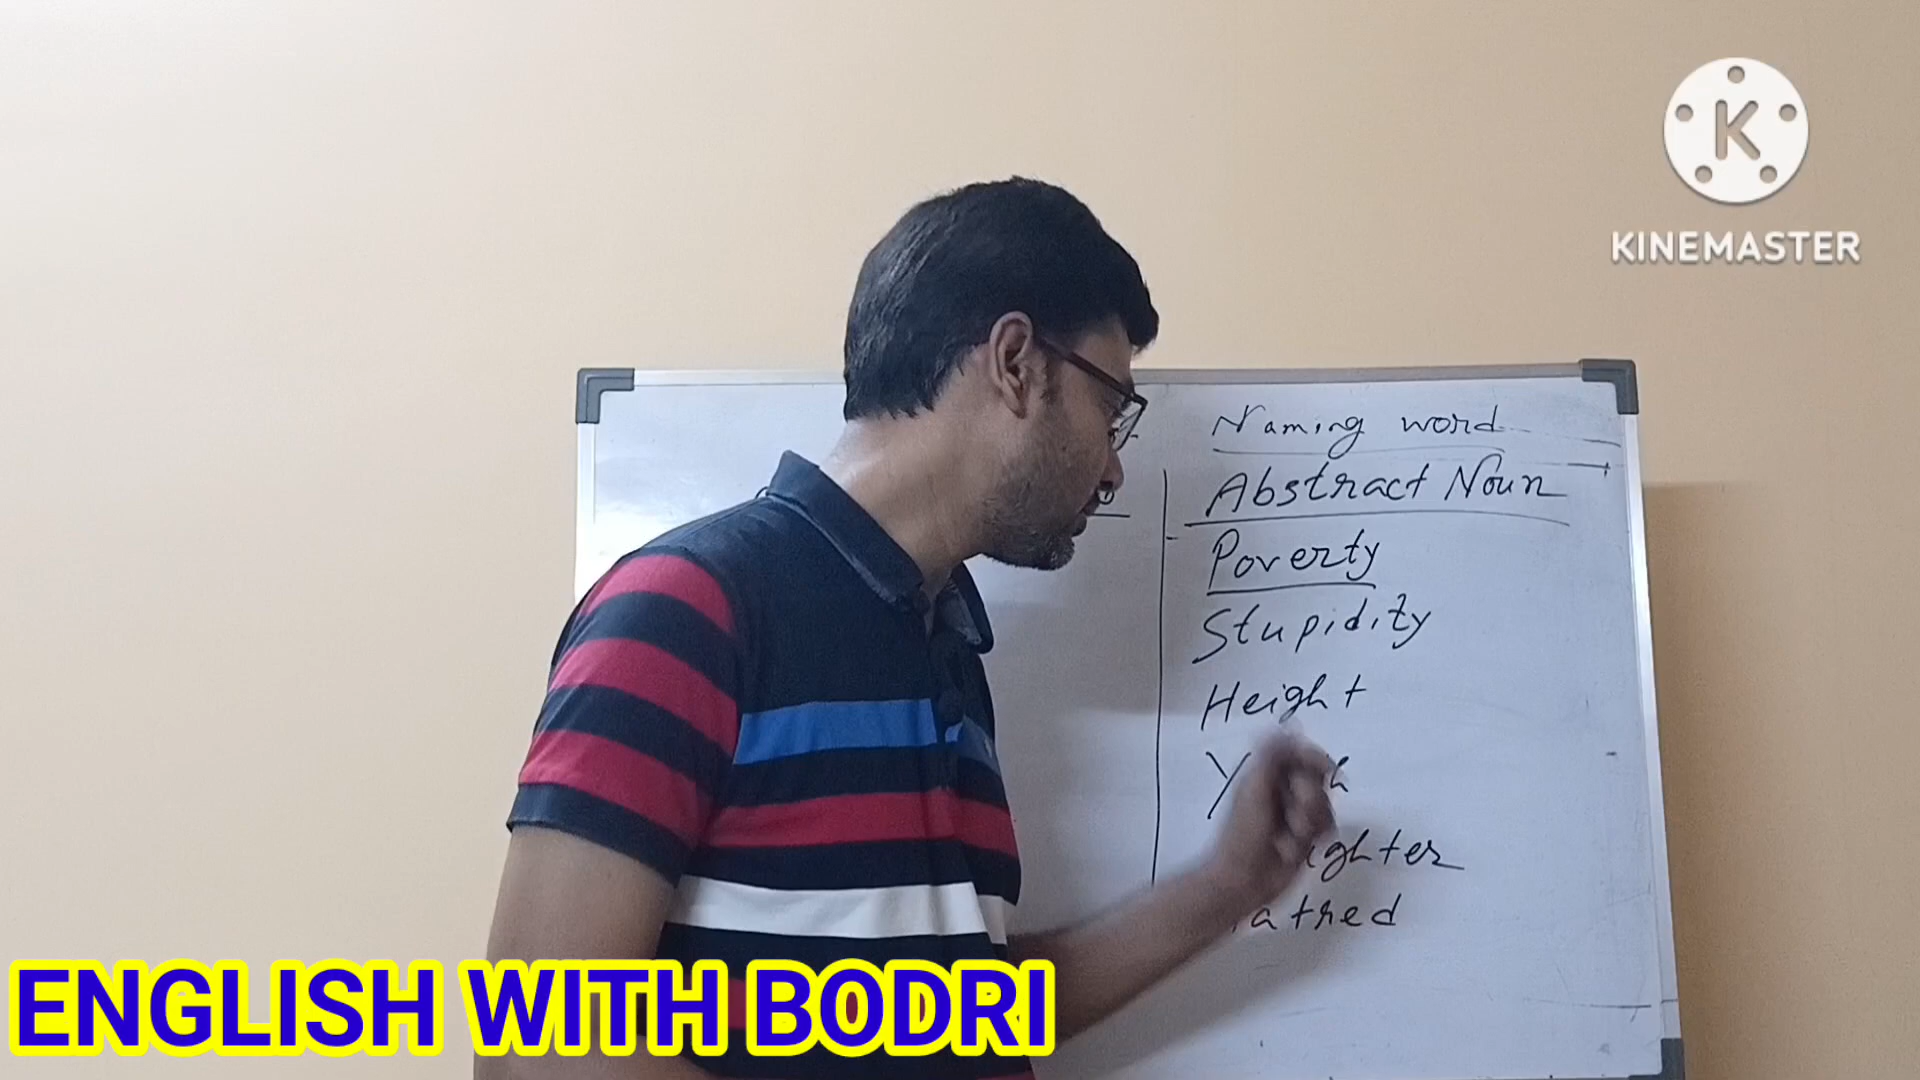 K
KINEMASTER
Naming word
Abstract Noun
Poverty
Stupidity
Height
ENGLISH WITH BODRI